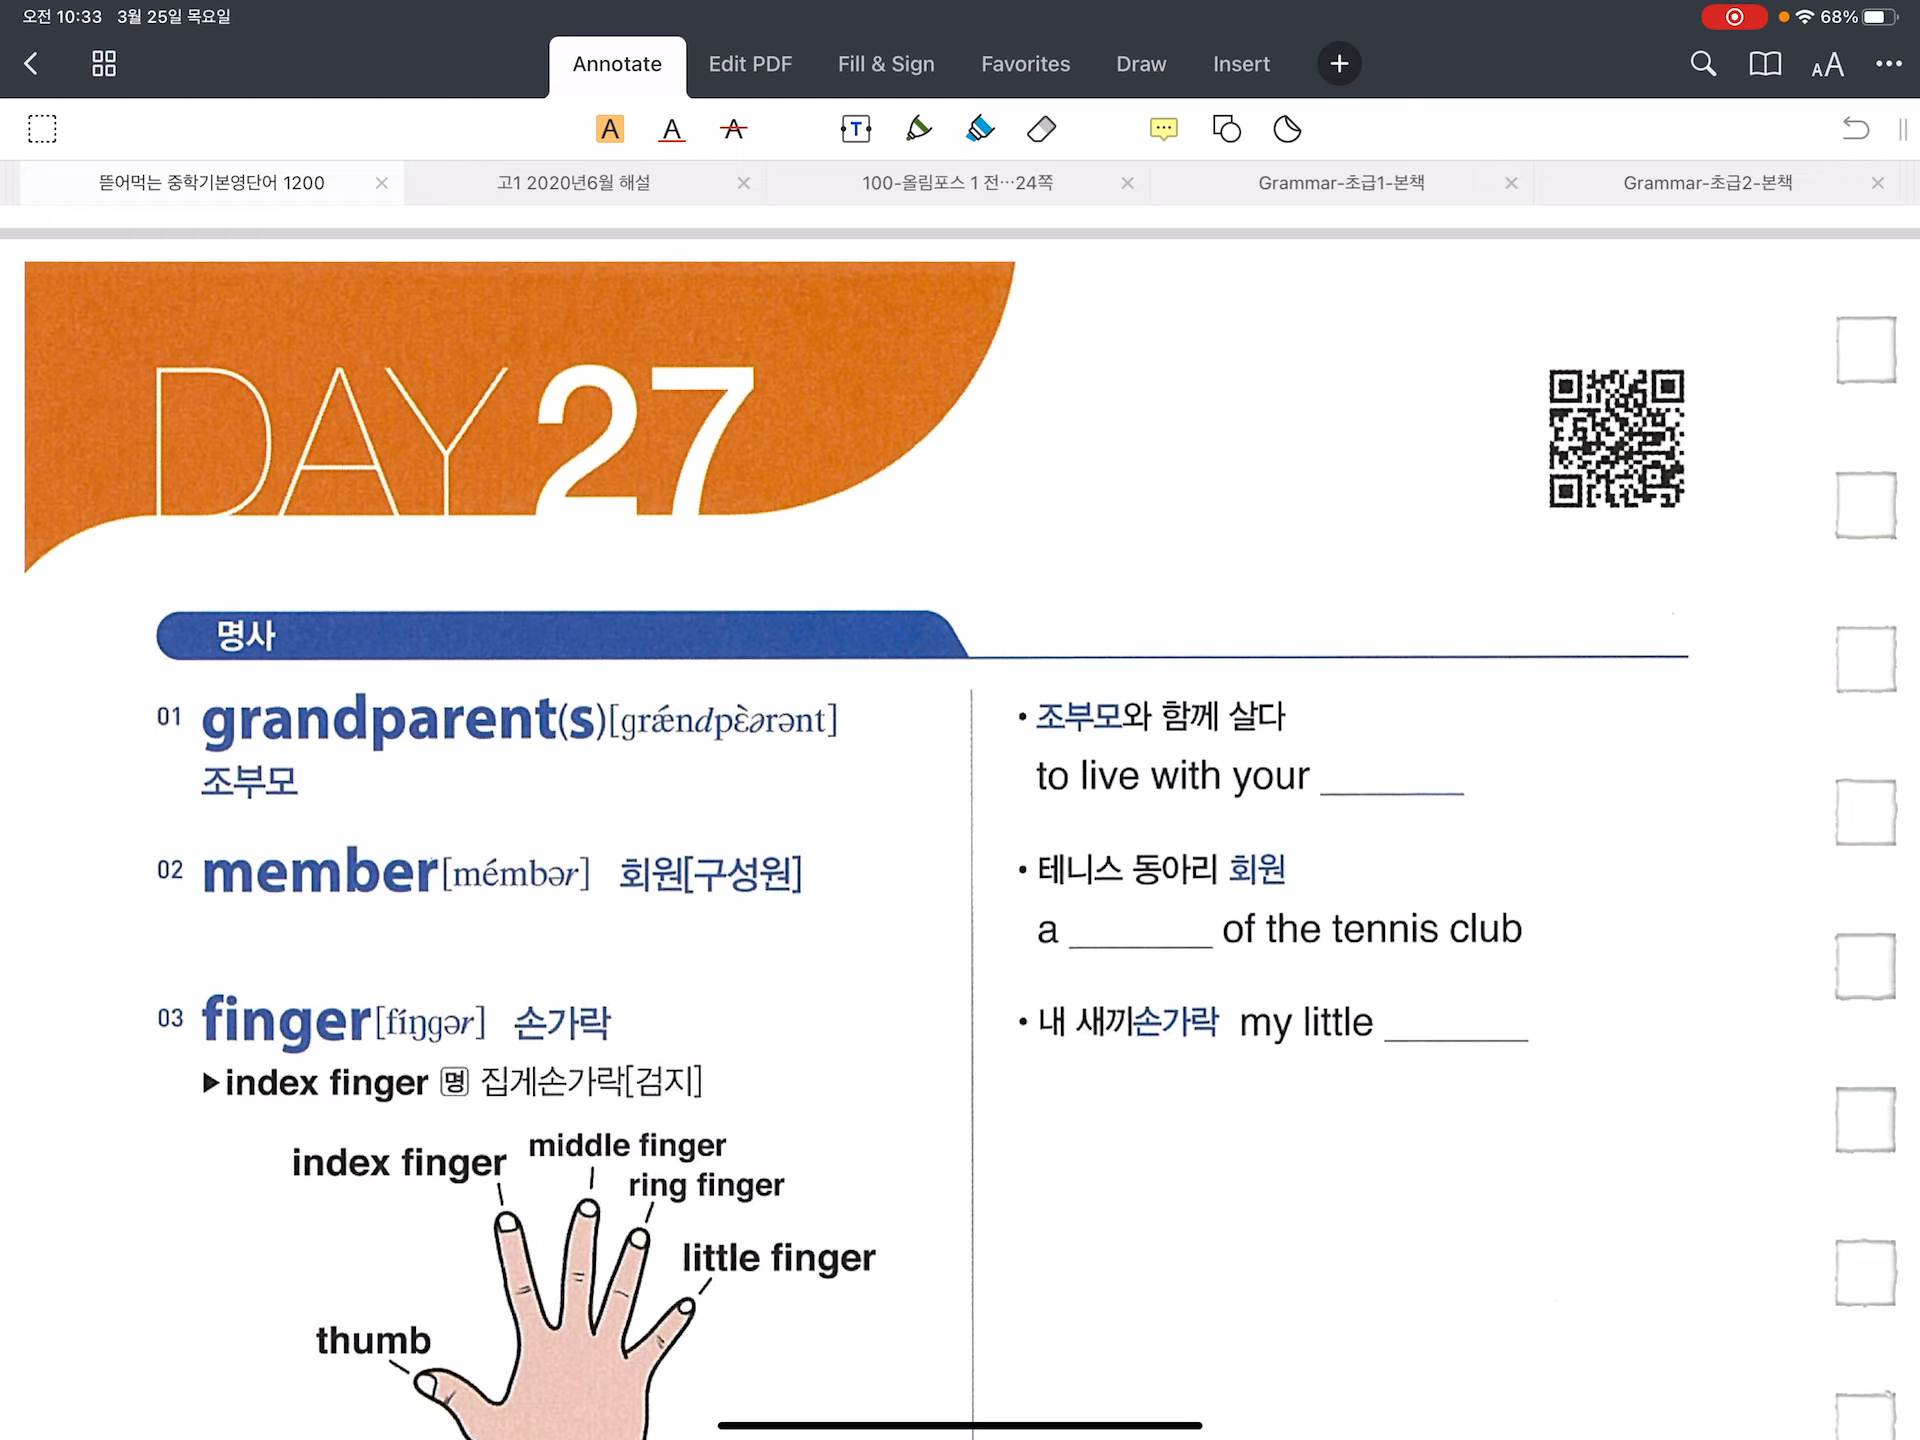 오전 10:33 3월 25일 목요일
68%
Annotate Edit PDF Fill & Sign Favorites Draw Insert
뜯어먹는 중학기본영단어 1200
고1 2020년6월 해설
100-올림포스 1 전…24쪽
Grammar-초급1-본책
Grammar-초급2-본책
DAY 27
명사
01 grandparent(s)[grǽndpɛ̀ərənt]
조부모
• 조부모와 함께 살다
to live with your ________
02 member[mémbər] 회원[구성원]
• 테니스 동아리 회원
a ________ of the tennis club
03 finger[fíŋgər] 손가락
▶index finger 명 집게손가락[검지]
• 내 새끼손가락 my little ________
index finger
middle finger
ring finger
little finger
thumb